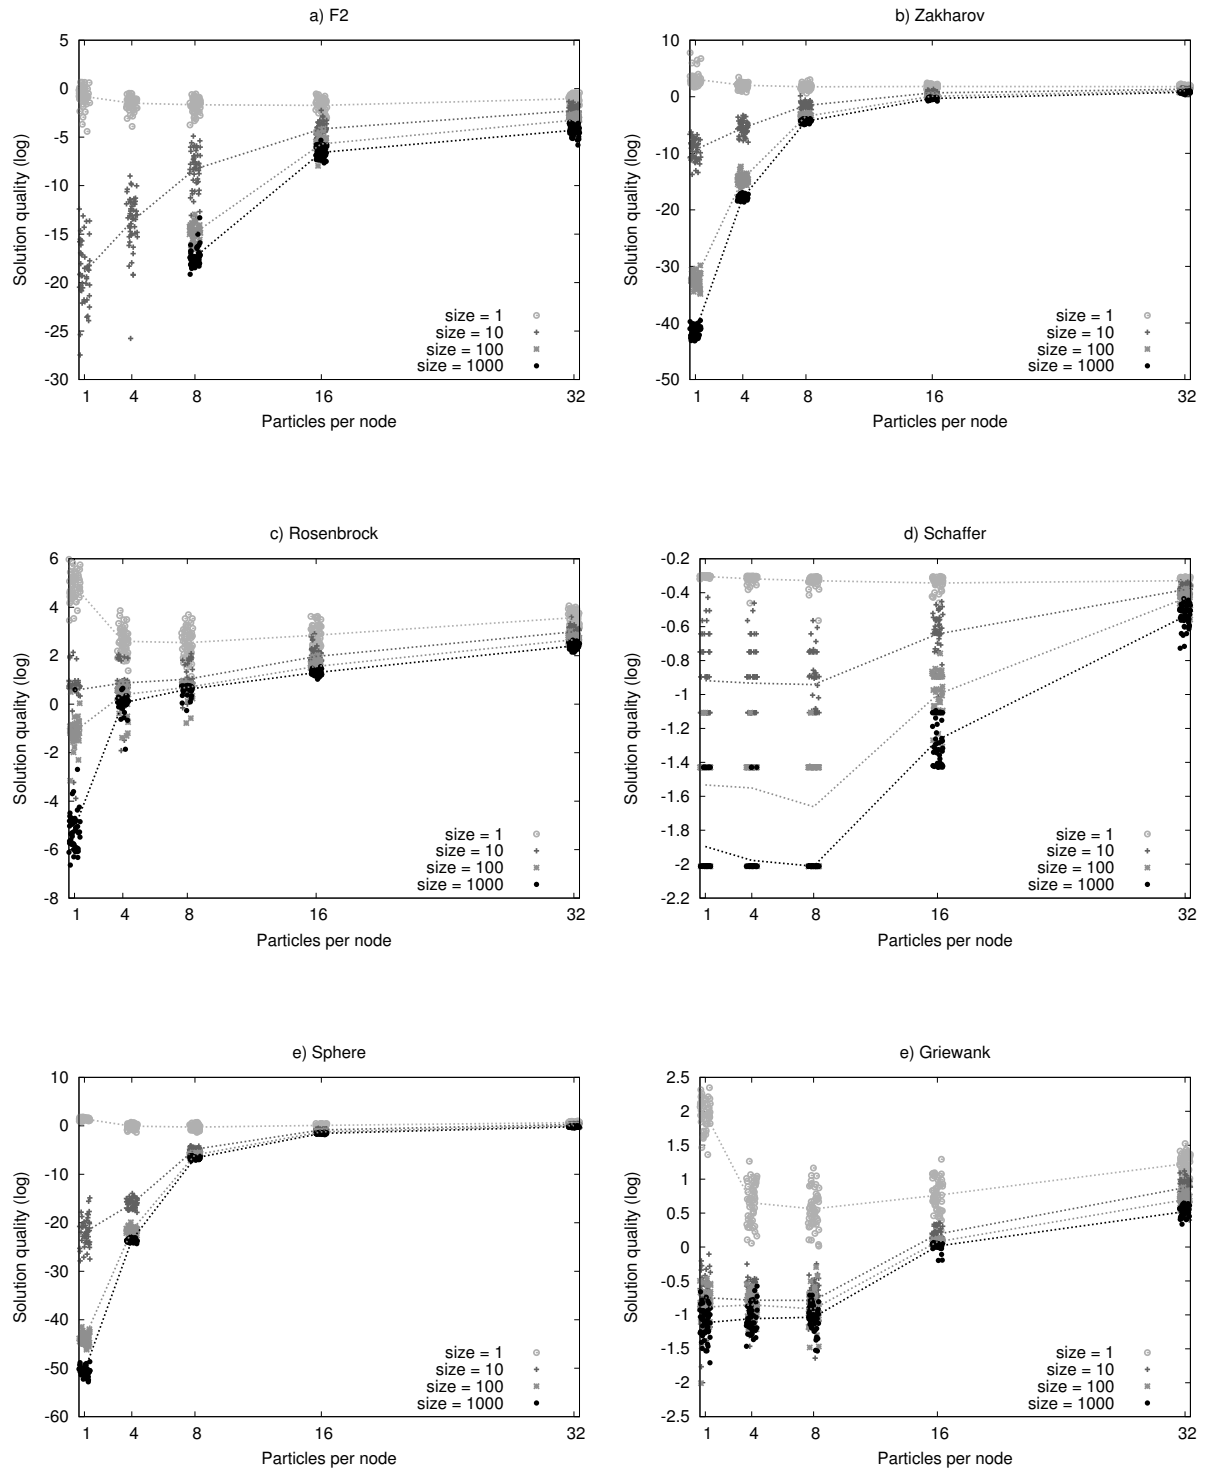 a) F2
5
0
-5
-10
-15
-20
-25
-30
Solution quality (log)
size = 1
size = 10
size = 100
size = 1000
1 4 8 16 32
Particles per node
b) Zakharov
10
0
-10
-20
-30
-40
-50
Solution quality (log)
size = 1
size = 10
size = 100
size = 1000
1 4 8 16 32
Particles per node
c) Rosenbrock
6
4
2
0
-2
-4
-6
-8
Solution quality (log)
size = 1
size = 10
size = 100
size = 1000
1 4 8 16 32
Particles per node
d) Schaffer
-0.2
-0.4
-0.6
-0.8
-1
-1.2
-1.4
-1.6
-1.8
-2
-2.2
Solution quality (log)
size = 1
size = 10
size = 100
size = 1000
1 4 8 16 32
Particles per node
e) Sphere
10
0
-10
-20
-30
-40
-50
-60
Solution quality (log)
size = 1
size = 10
size = 100
size = 1000
1 4 8 16 32
Particles per node
e) Griewank
2.5
2
1.5
1
0.5
0
-0.5
-1
-1.5
-2
-2.5
Solution quality (log)
size = 1
size = 10
size = 100
size = 1000
1 4 8 16 32
Particles per node